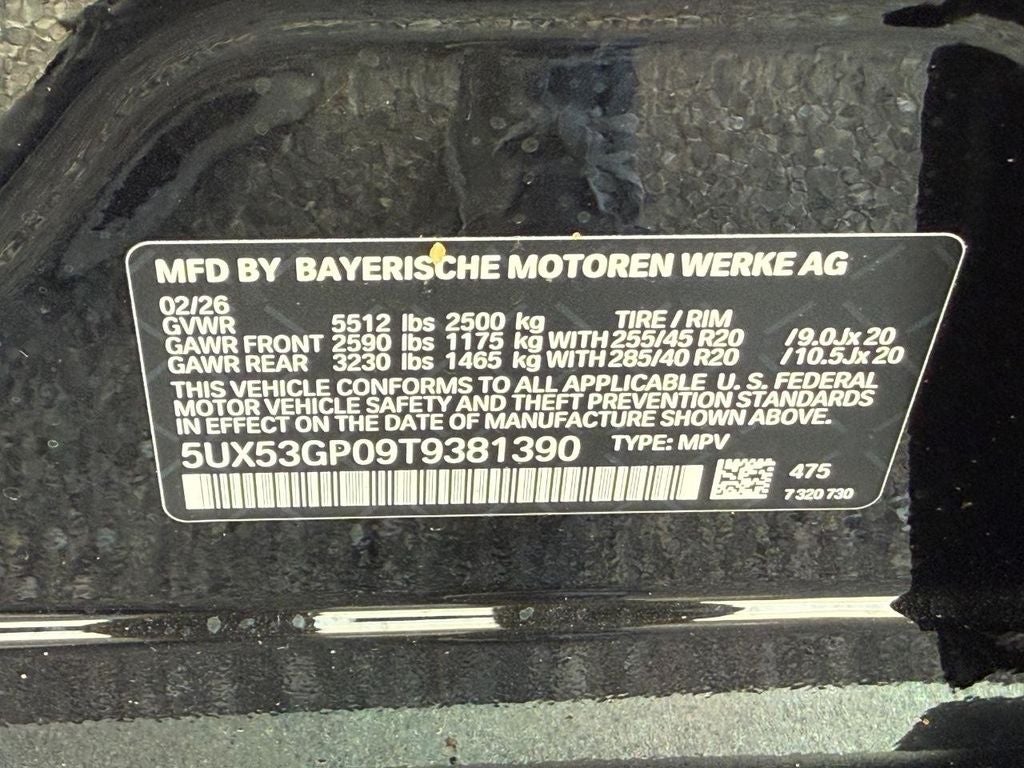 MFD BY BAYERISCHE MOTOREN WERKE AG
02/26
GVWR 5512 lbs 2500 kg TIRE / RIM
GAWR FRONT 2590 lbs 1175 kg WITH 255/45 R20 /9.0Jx 20
GAWR REAR 3230 lbs 1465 kg WITH 285/40 R20 /10.5Jx 20
THIS VEHICLE CONFORMS TO ALL APPLICABLE U. S. FEDERAL
MOTOR VEHICLE SAFETY AND THEFT PREVENTION STANDARDS
IN EFFECT ON THE DATE OF MANUFACTURE SHOWN ABOVE.
5UX53GP09T9381390 TYPE: MPV
475
7 320 730